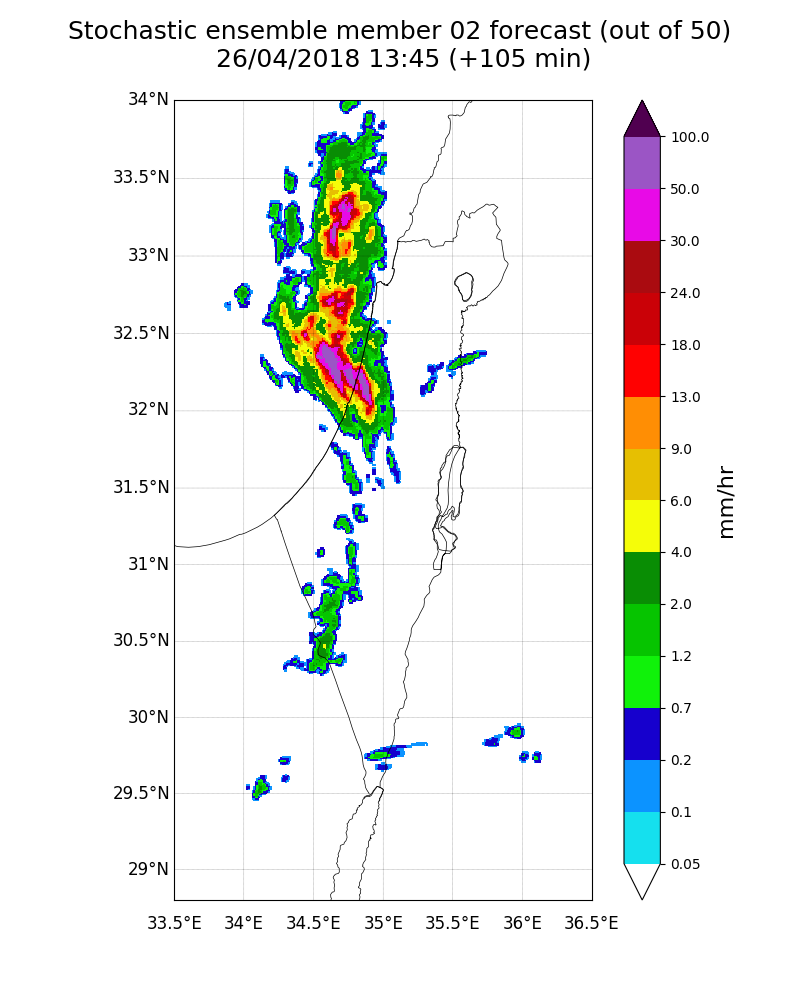 Stochastic ensemble member 02 forecast (out of 50)
26/04/2018 13:45 (+105 min)
34°N
33.5°N
33°N
32.5°N
32°N
31.5°N
31°N
30.5°N
30°N
29.5°N
29°N
33.5°E 34°E 34.5°E 35°E 35.5°E 36°E 36.5°E
100.0
50.0
30.0
24.0
18.0
13.0
9.0
6.0
4.0
2.0
1.2
0.7
0.2
0.1
0.05
mm/hr